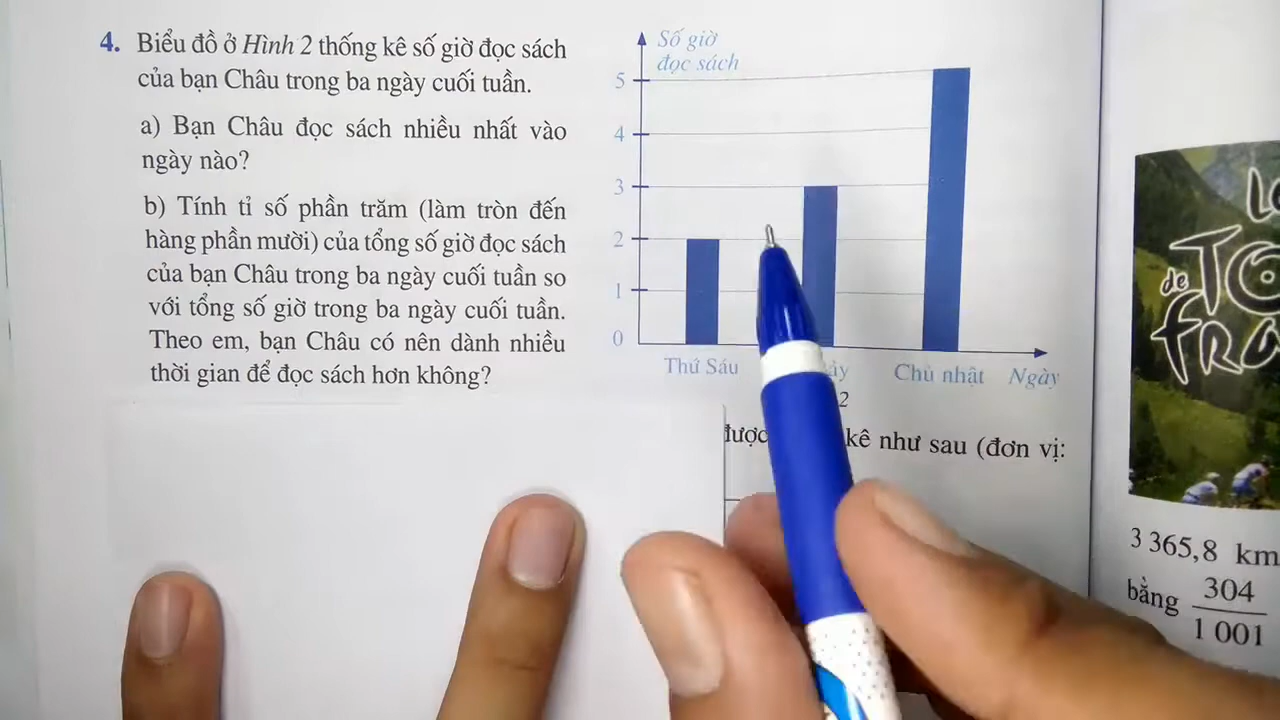 4. Biểu đồ ở Hình 2 thống kê số giờ đọc sách
của bạn Châu trong ba ngày cuối tuần.
a) Bạn Châu đọc sách nhiều nhất vào
ngày nào?
b) Tính tỉ số phần trăm (làm tròn đến
hàng phần mười) của tổng số giờ đọc sách
của bạn Châu trong ba ngày cuối tuần so
với tổng số giờ trong ba ngày cuối tuần.
Theo em, bạn Châu có nên dành nhiều
thời gian để đọc sách hơn không?
Số giờ
đọc sách
5
4
3
2
1
0
Thứ Sáu
Chủ nhật
Ngày
2
kê như sau (đơn vị:
de
TO
FRA
3 365,8 km
bằng 304
1 001